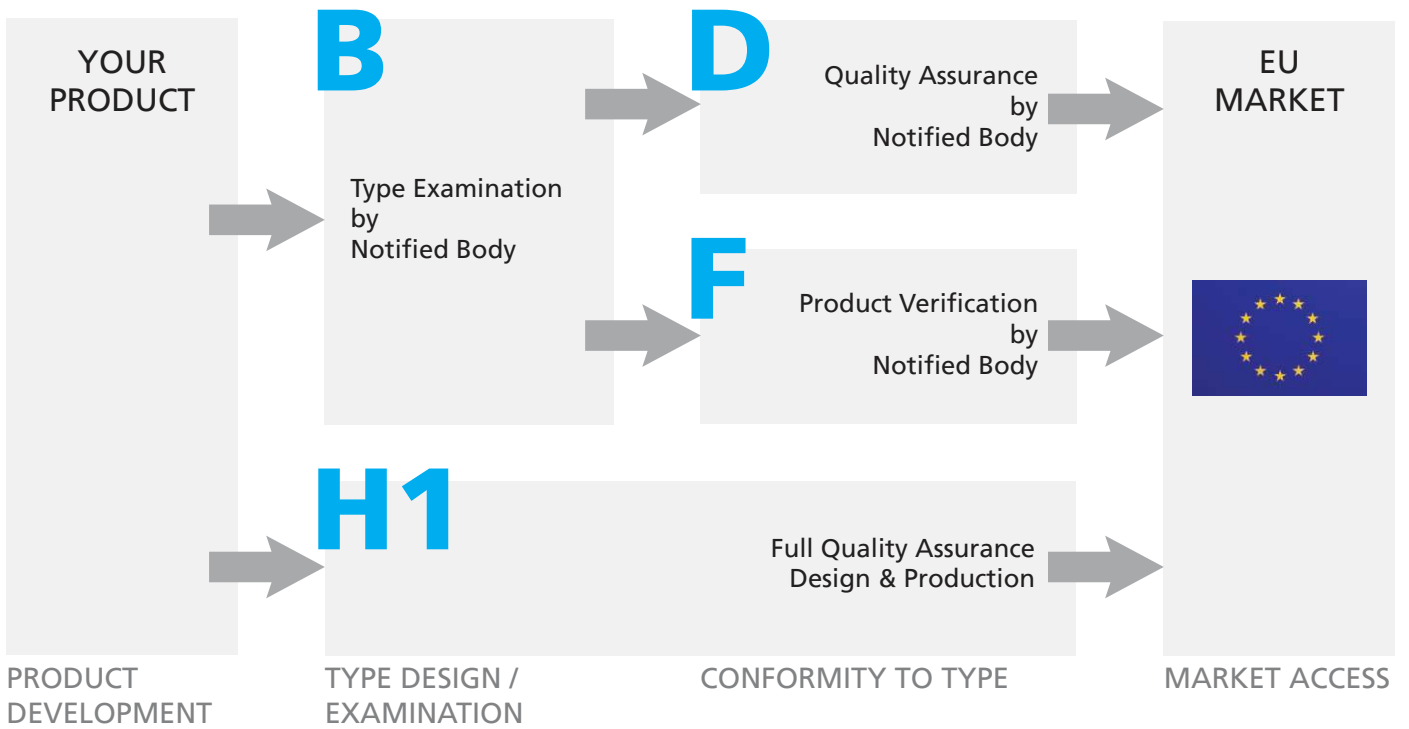 YOUR
PRODUCT
B
Type Examination
by
Notified Body
D
Quality Assurance
by
Notified Body
F
Product Verification
by
Notified Body
H1
Full Quality Assurance
Design & Production
EU
MARKET
PRODUCT
DEVELOPMENT
TYPE DESIGN /
EXAMINATION
CONFORMITY TO TYPE
MARKET ACCESS